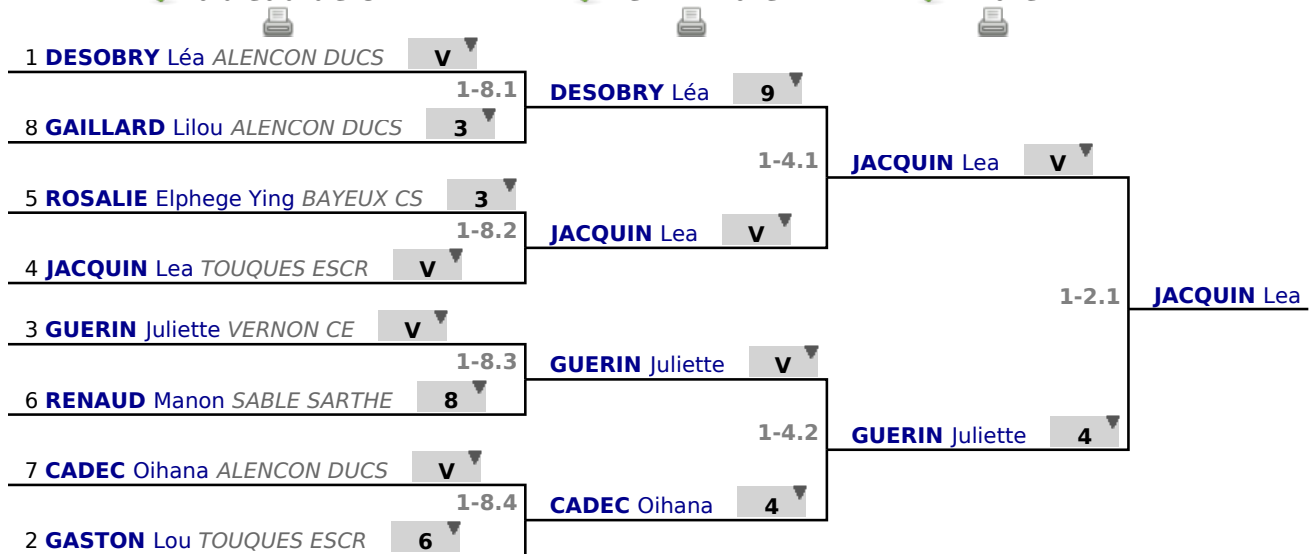 1 DESOBRY Léa ALENCON DUCS V
1-8.1
DESOBRY Léa 9
8 GAILLARD Lilou ALENCON DUCS 3
1-4.1
JACQUIN Lea V
5 ROSALIE Elphege Ying BAYEUX CS 3
1-8.2
JACQUIN Lea V
4 JACQUIN Lea TOUQUES ESCR V
1-2.1
JACQUIN Lea
3 GUERIN Juliette VERNON CE V
1-8.3
GUERIN Juliette V
6 RENAUD Manon SABLE SARTHE 8
1-4.2
GUERIN Juliette 4
7 CADEC Oihana ALENCON DUCS V
1-8.4
CADEC Oihana 4
2 GASTON Lou TOUQUES ESCR 6